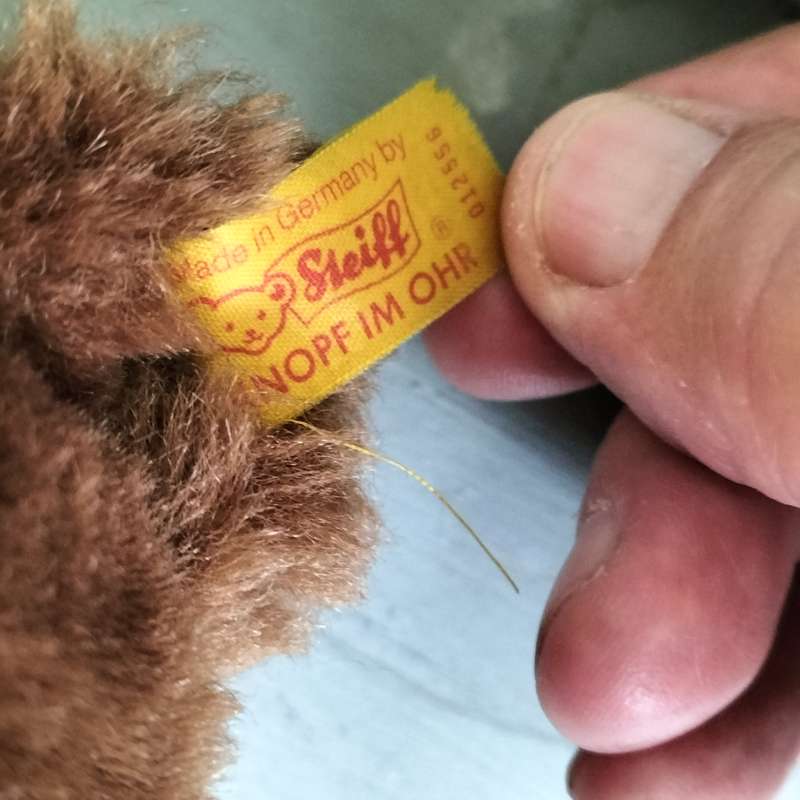 Made in Germany by
Steiff ®
KNOPF IM OHR
012556